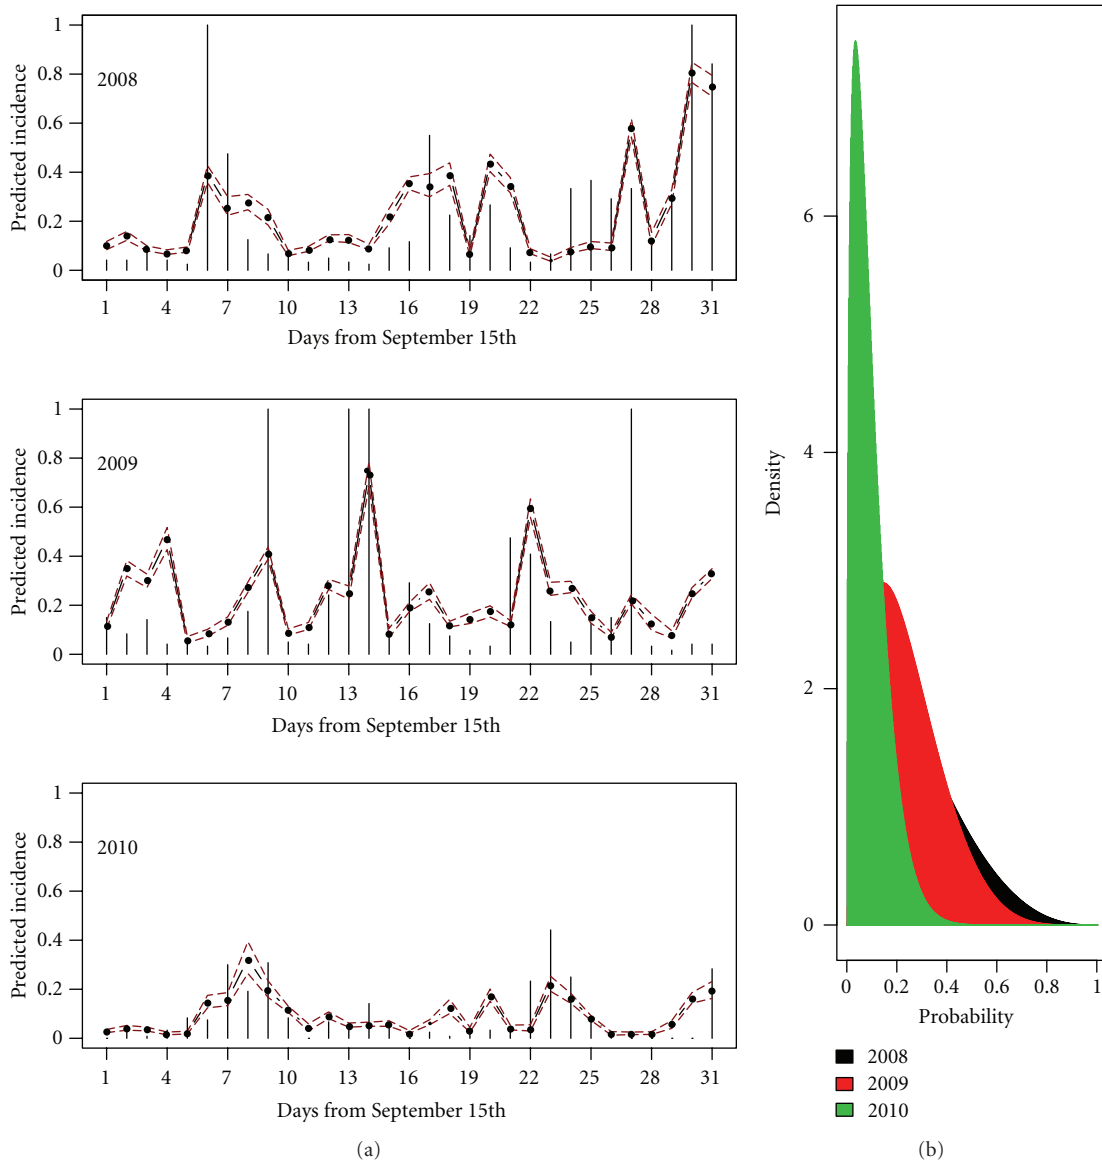 1
0.8
0.6
0.4
0.2
0
Predicted incidence
2008
1 4 7 10 13 16 19 22 25 28 31
Days from September 15th
1
0.8
0.6
0.4
0.2
0
Predicted incidence
2009
1 4 7 10 13 16 19 22 25 28 31
Days from September 15th
1
0.8
0.6
0.4
0.2
0
Predicted incidence
2010
1 4 7 10 13 16 19 22 25 28 31
Days from September 15th
(a)
6
4
2
0
Density
0 0.2 0.4 0.6 0.8 1
Probability
2008
2009
2010
(b)